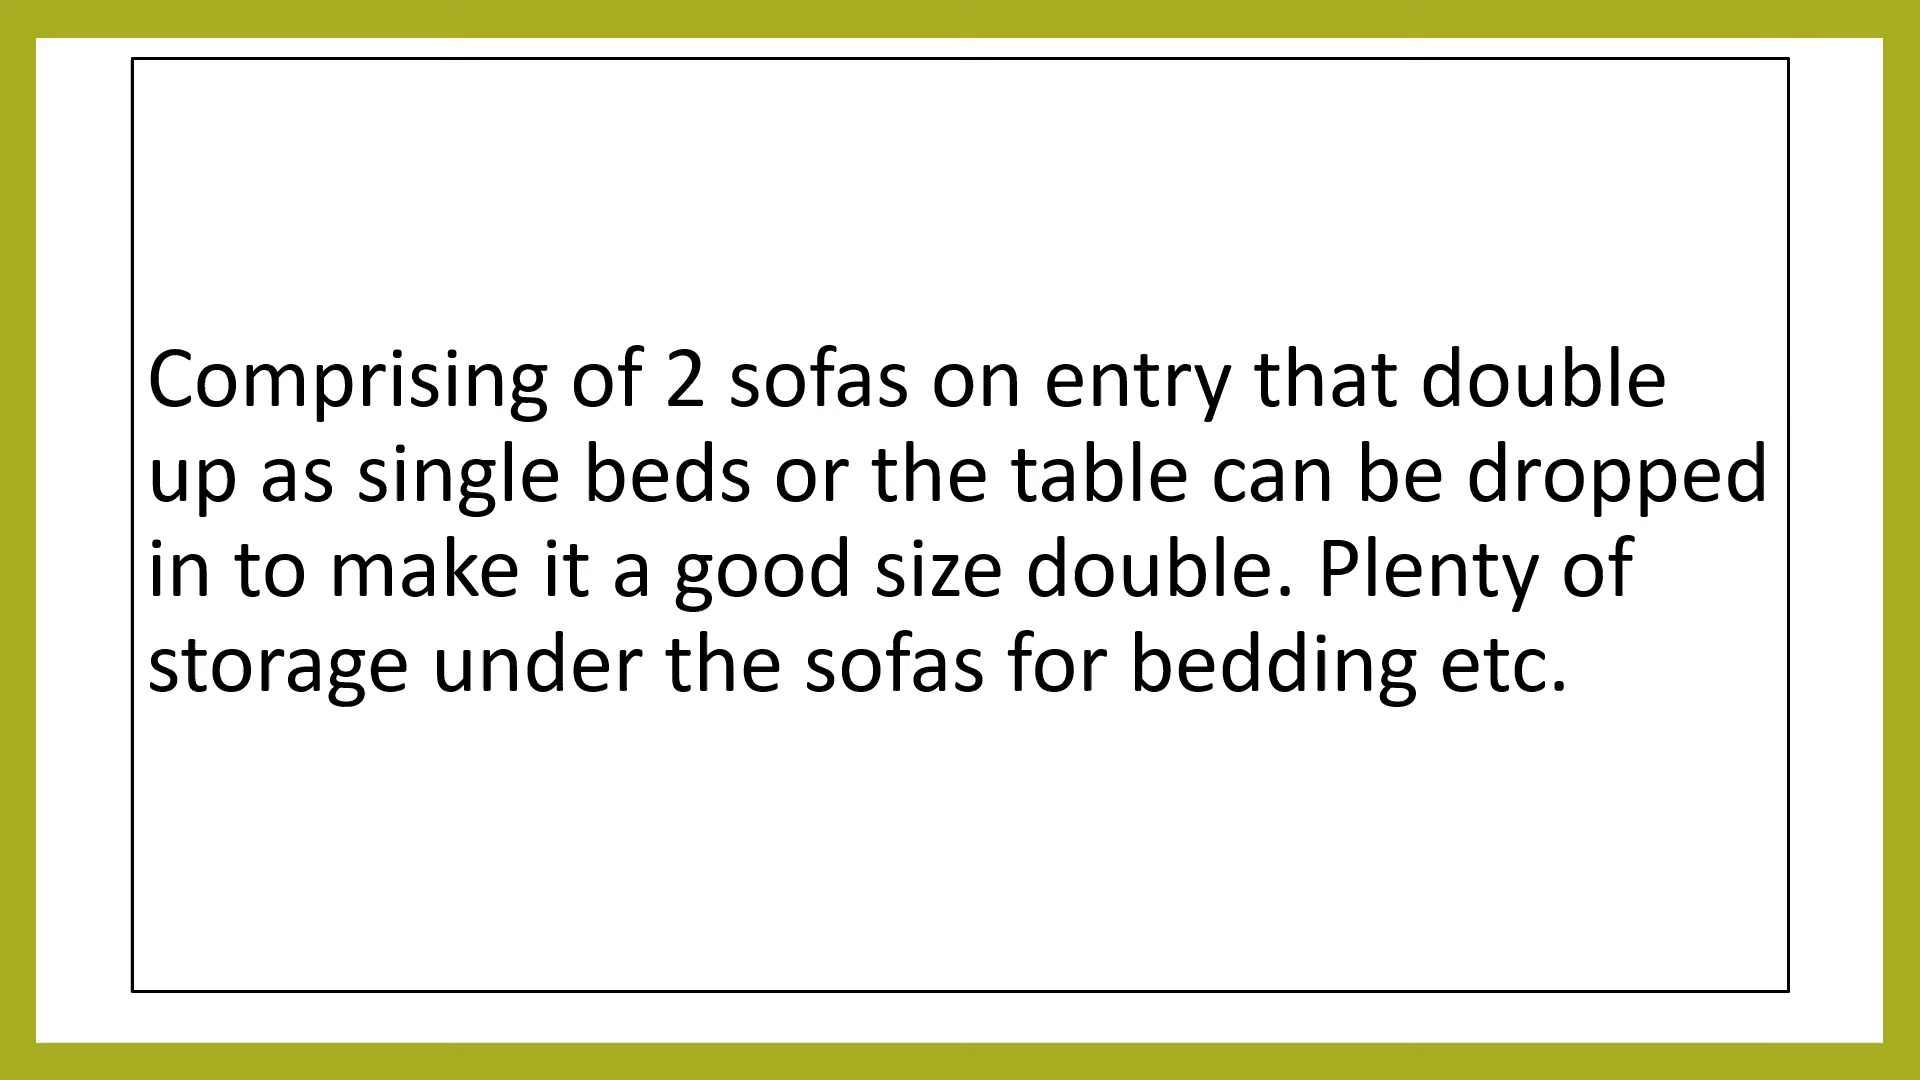 Comprising of 2 sofas on entry that double
up as single beds or the table can be dropped
in to make it a good size double. Plenty of
storage under the sofas for bedding etc.